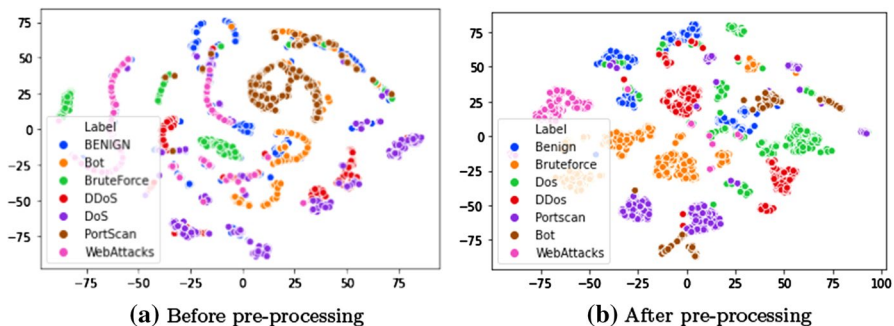 75
50
25
0
-25
-50
-75
-75
-50
-25
0
25
50
75
Label
BENIGN
Bot
BruteForce
DDoS
DoS
PortScan
WebAttacks
(a) Before pre-processing
75
50
25
0
-25
-50
-75
-75
-50
-25
0
25
50
75
100
Label
Benign
Bruteforce
Dos
DDos
Portscan
Bot
WebAttacks
(b) After pre-processing